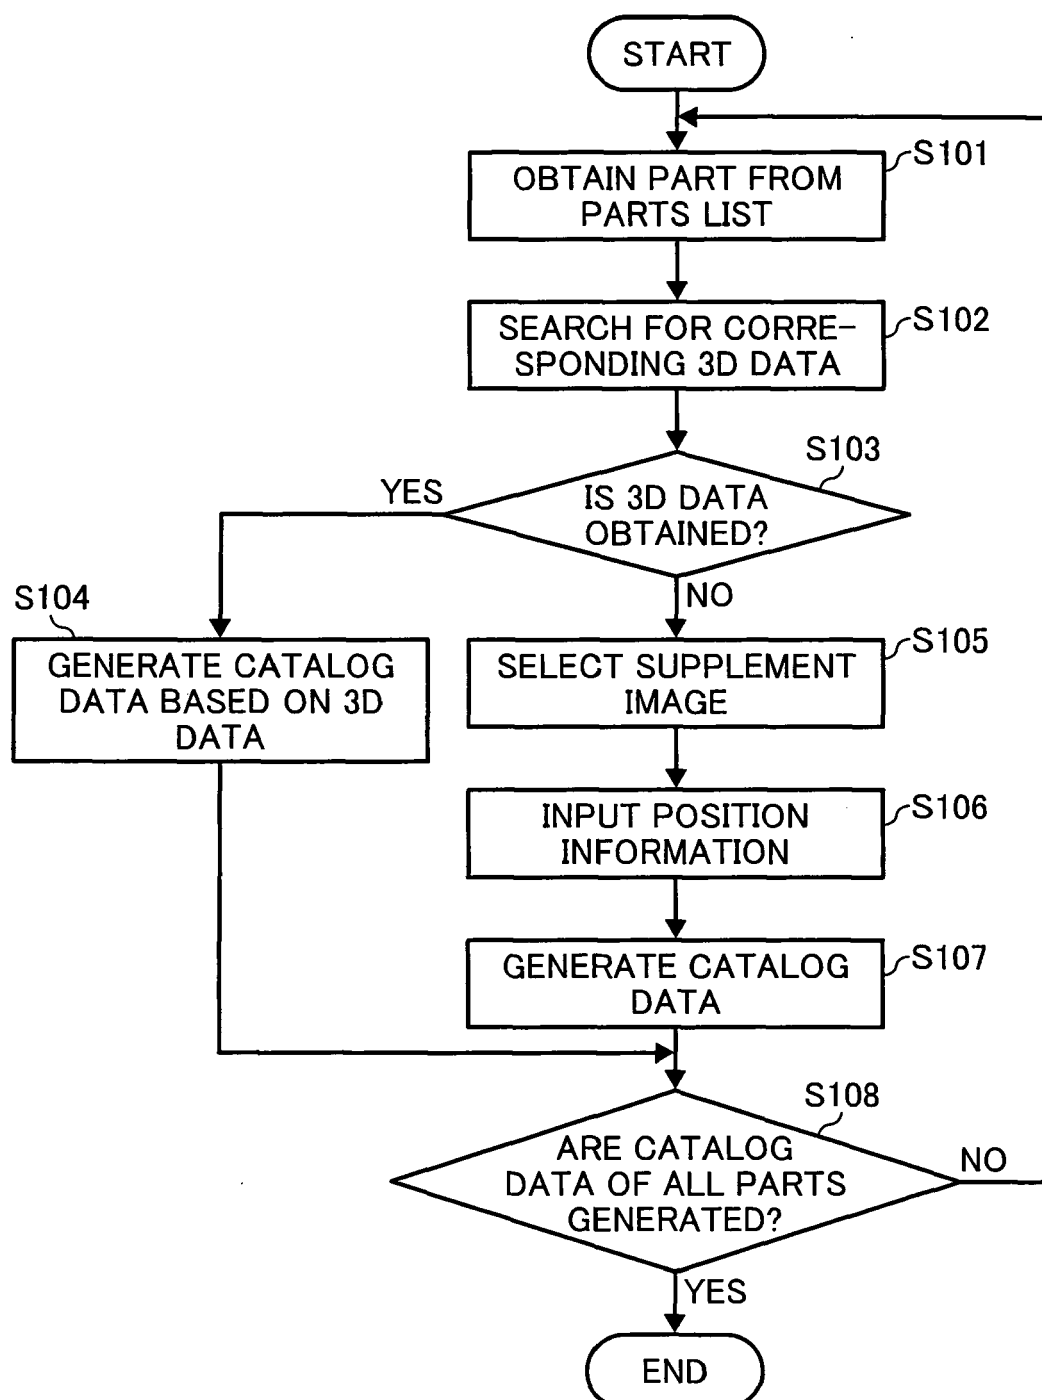 START
S101
OBTAIN PART FROM
PARTS LIST
S102
SEARCH FOR CORRE-
SPONDING 3D DATA
S103
YES
IS 3D DATA
OBTAINED?
NO
S104
GENERATE CATALOG
DATA BASED ON 3D
DATA
S105
SELECT SUPPLEMENT
IMAGE
S106
INPUT POSITION
INFORMATION
S107
GENERATE CATALOG
DATA
S108
ARE CATALOG
DATA OF ALL PARTS
GENERATED?
NO
YES
END